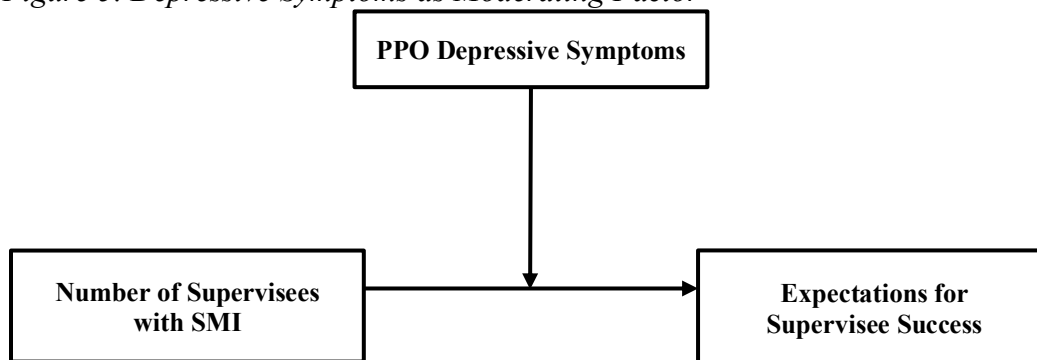 Figure 3: Depressive Symptoms as Moderating Factor
PPO Depressive Symptoms
Number of Supervisees
with SMI
Expectations for
Supervisee Success